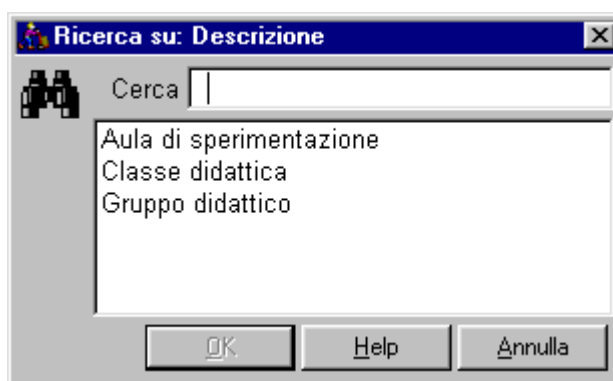 Ricerca su: Descrizione
Cerca
Aula di sperimentazione
Classe didattica
Gruppo didattico
OK Help Annulla